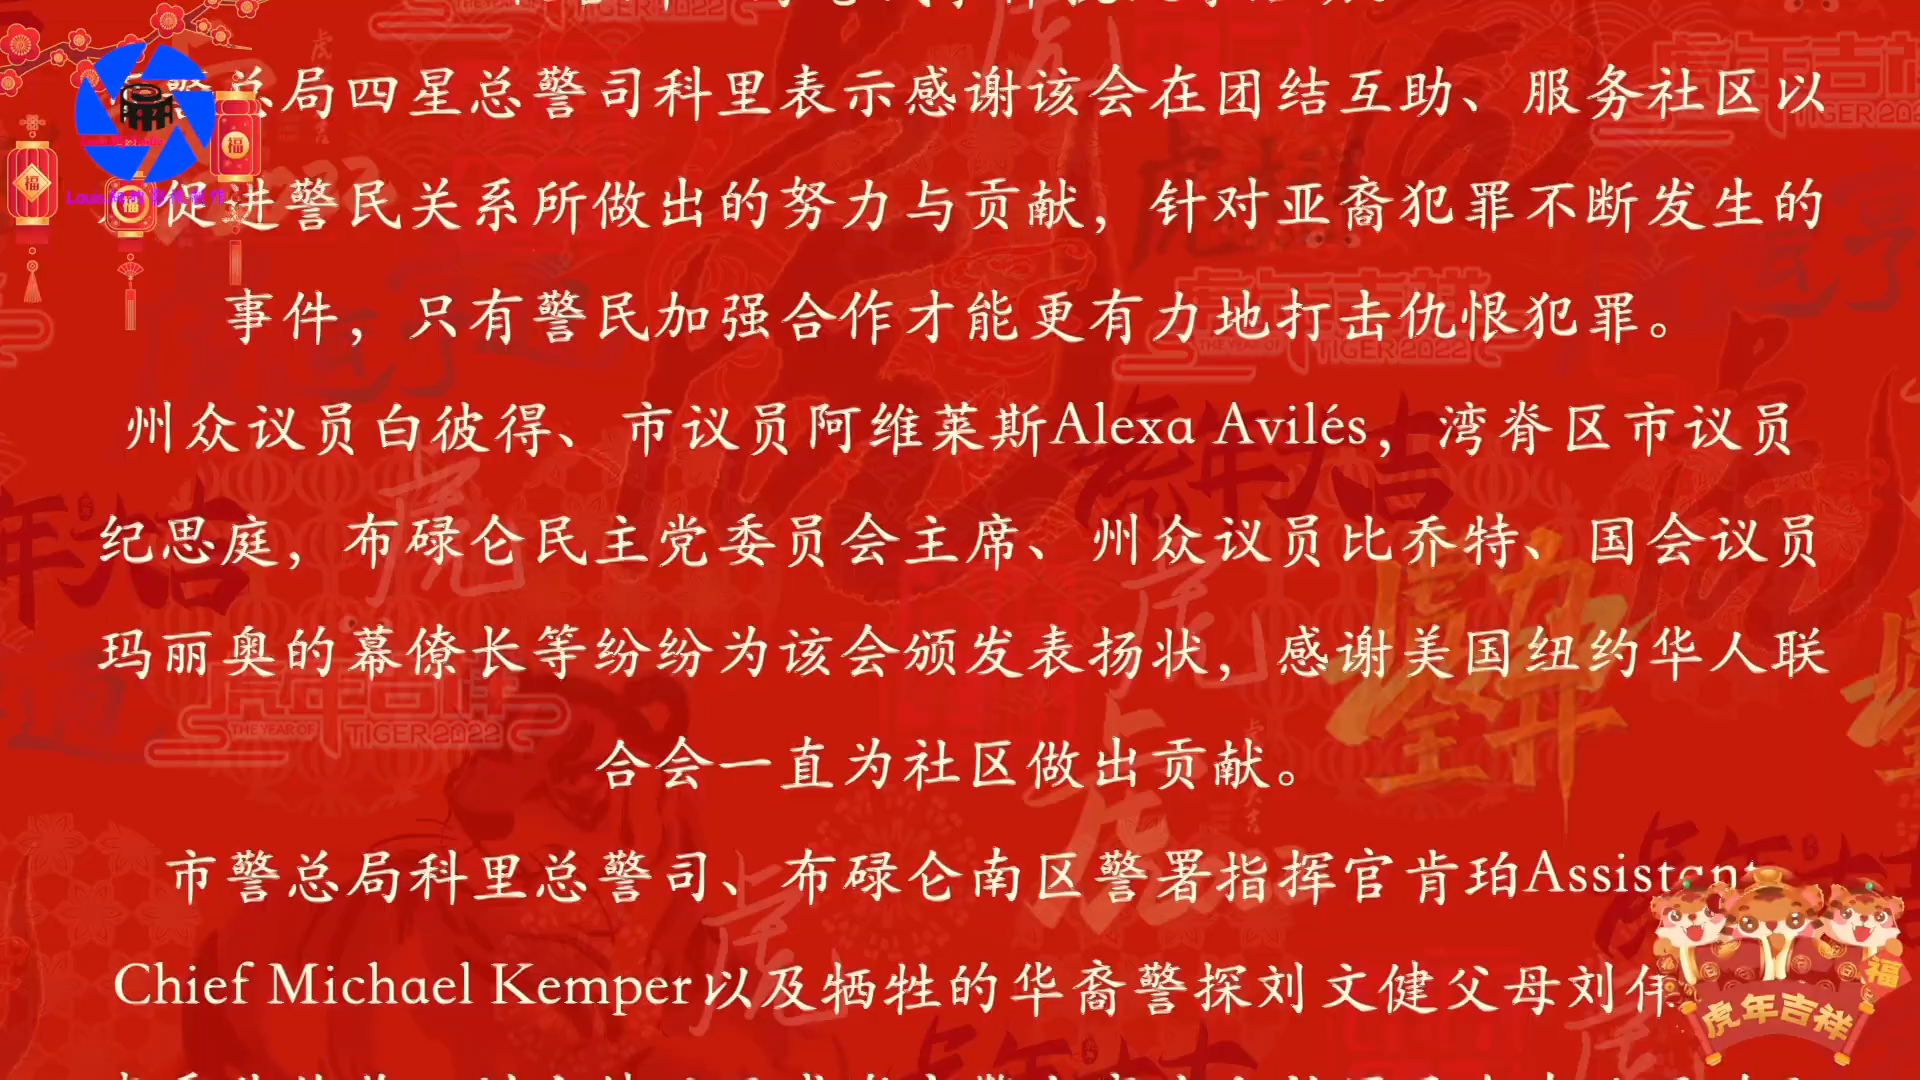 总局四星总警司科里表示感谢该会在团结互助、服务社区以
促进警民关系所做出的努力与贡献，针对亚裔犯罪不断发生的
事件，只有警民加强合作才能更有力地打击仇恨犯罪。
州众议员白彼得、市议员阿维莱斯Alexa Avilés，湾脊区市议员
纪思庭，布碌仑民主党委员会主席、州众议员比乔特、国会议员
玛丽奥的幕僚长等纷纷为该会颁发表扬状，感谢美国纽约华人联
合会一直为社区做出贡献。
市警总局科里总警司、布碌仑南区警署指挥官肯珀Assistant
Chief Michael Kemper以及牺牲的华裔警探刘文健父母刘
福
虎年吉祥